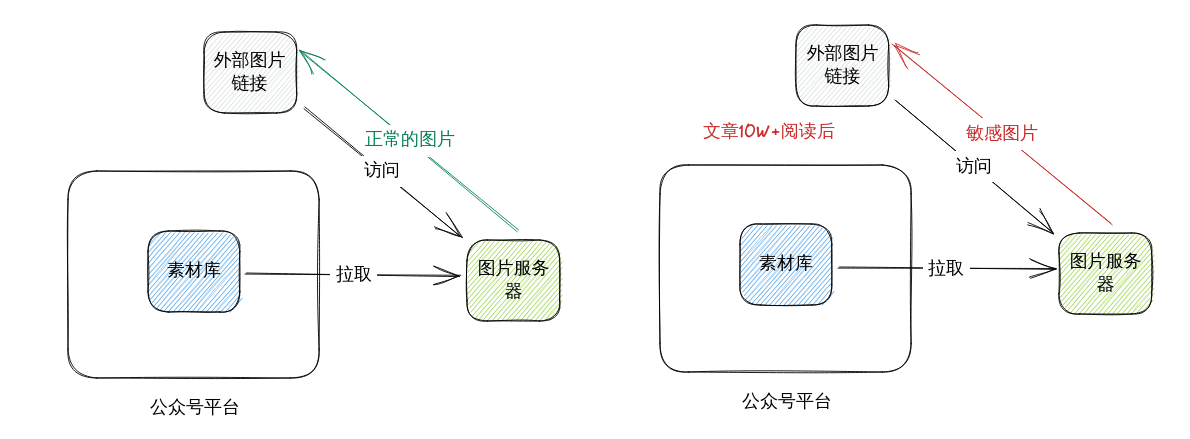 外部图片
链接
正常的图片
访问
素材库
拉取
图片服务
器
公众号平台
外部图片
链接
文章10W+阅读后
敏感图片
访问
素材库
拉取
图片服务
器
公众号平台